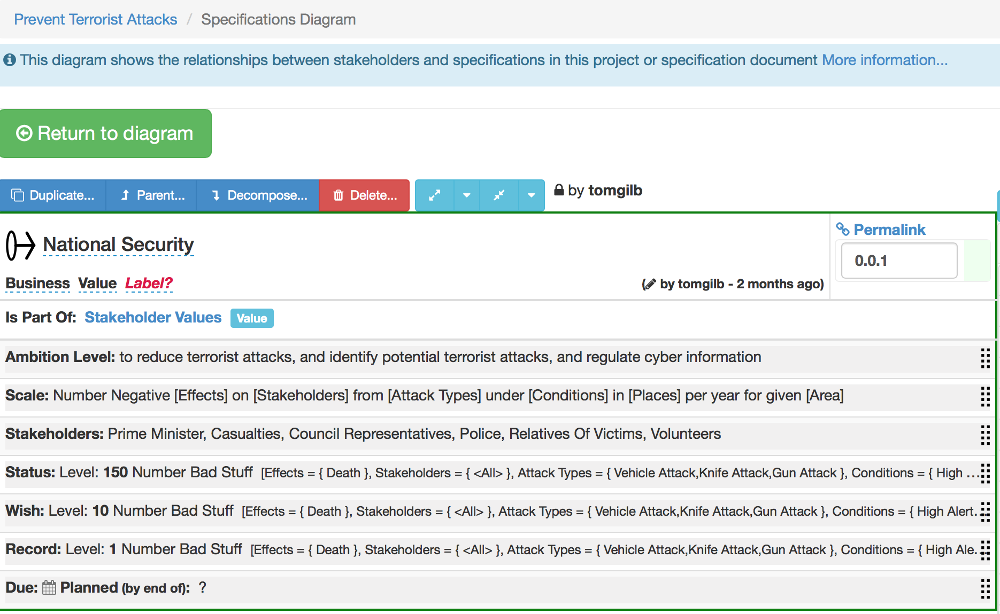 Prevent Terrorist Attacks / Specifications Diagram
This diagram shows the relationships between stakeholders and specifications in this project or specification document More information...
Return to diagram
Duplicate... Parent... Decompose... Delete... by tomgilb
National Security
Permalink
0.0.1
Business Value Label? (by tomgilb - 2 months ago)
Is Part Of: Stakeholder Values Value
Ambition Level: to reduce terrorist attacks, and identify potential terrorist attacks, and regulate cyber information
Scale: Number Negative [Effects] on [Stakeholders] from [Attack Types] under [Conditions] in [Places] per year for given [Area]
Stakeholders: Prime Minister, Casualties, Council Representatives, Police, Relatives Of Victims, Volunteers
Status: Level: 150 Number Bad Stuff [Effects = { Death }, Stakeholders = { <All> }, Attack Types = { Vehicle Attack,Knife Attack,Gun Attack }, Conditions = { High ...
Wish: Level: 10 Number Bad Stuff [Effects = { Death }, Stakeholders = { <All> }, Attack Types = { Vehicle Attack,Knife Attack,Gun Attack }, Conditions = { High Alert...
Record: Level: 1 Number Bad Stuff [Effects = { Death }, Stakeholders = { <All> }, Attack Types = { Vehicle Attack,Knife Attack,Gun Attack }, Conditions = { High Ale...
Due: Planned (by end of): ?